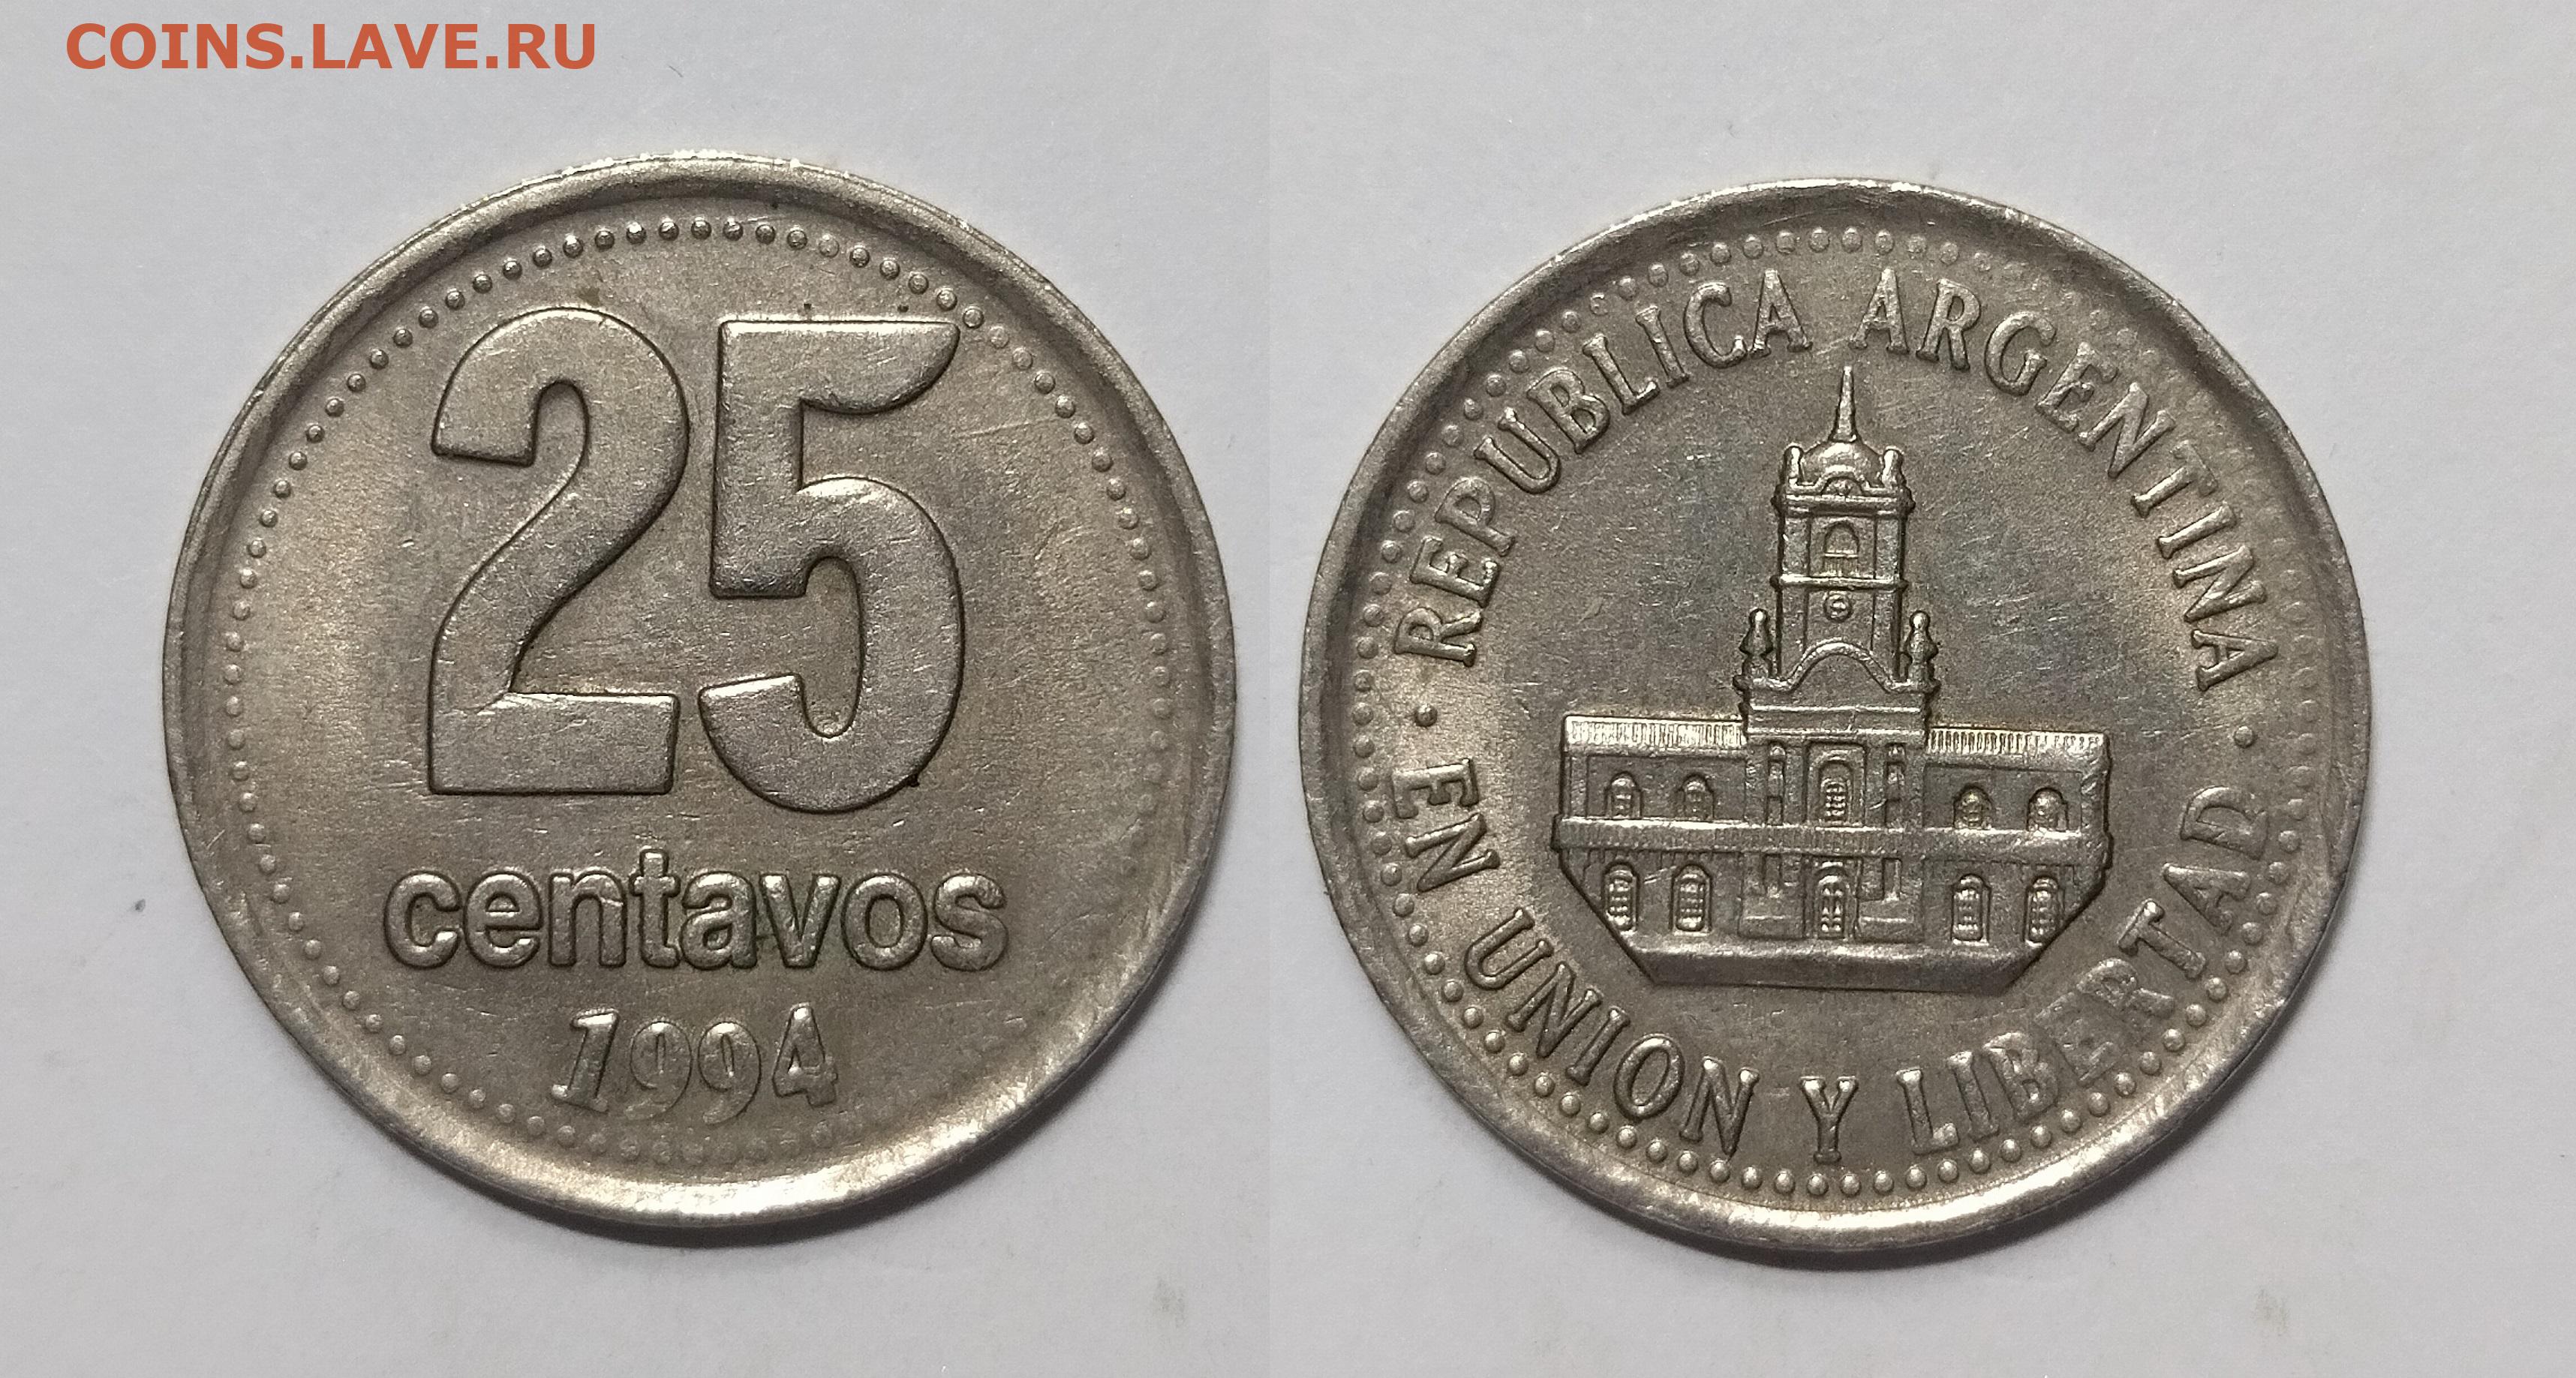 COINS.LAVE.RU
25
centavos
1994
· REPUBLICA ARGENTINA ·
EN UNION Y LIBERTAD